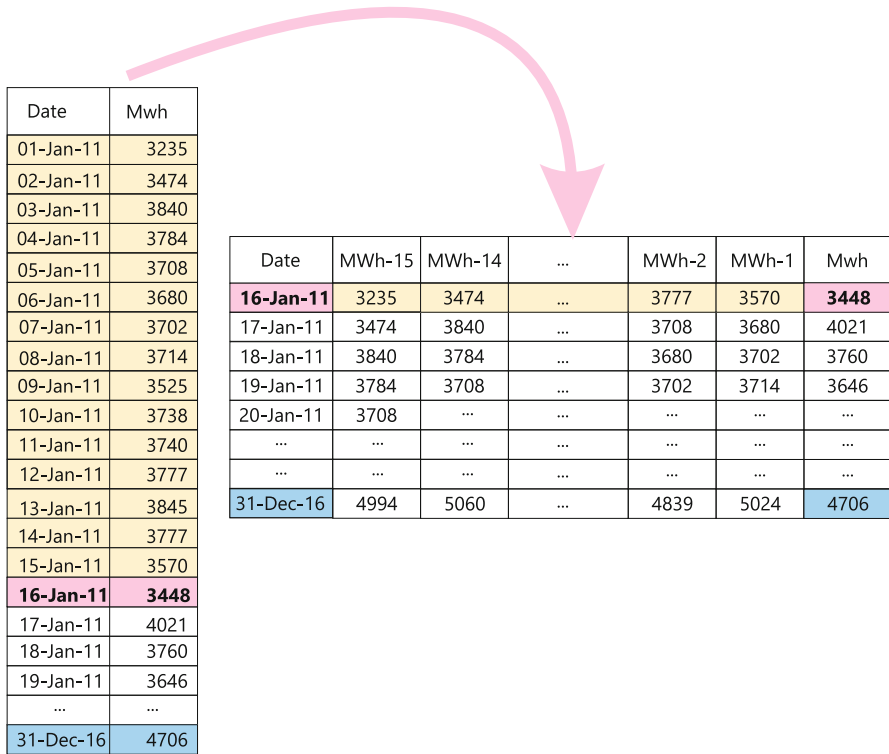 Date Mwh
01-Jan-11 3235
02-Jan-11 3474
03-Jan-11 3840
04-Jan-11 3784
05-Jan-11 3708
06-Jan-11 3680
07-Jan-11 3702
08-Jan-11 3714
09-Jan-11 3525
10-Jan-11 3738
11-Jan-11 3740
12-Jan-11 3777
13-Jan-11 3845
14-Jan-11 3777
15-Jan-11 3570
16-Jan-11 3448
17-Jan-11 4021
18-Jan-11 3760
19-Jan-11 3646
... ...
31-Dec-16 4706
Date MWh-15 MWh-14 ... MWh-2 MWh-1 Mwh
16-Jan-11 3235 3474 ... 3777 3570 3448
17-Jan-11 3474 3840 ... 3708 3680 4021
18-Jan-11 3840 3784 ... 3680 3702 3760
19-Jan-11 3784 3708 ... 3702 3714 3646
20-Jan-11 3708 ... ... ... ... ...
... ... ... ... ... ... ...
... ... ... ... ... ... ...
31-Dec-16 4994 5060 ... 4839 5024 4706